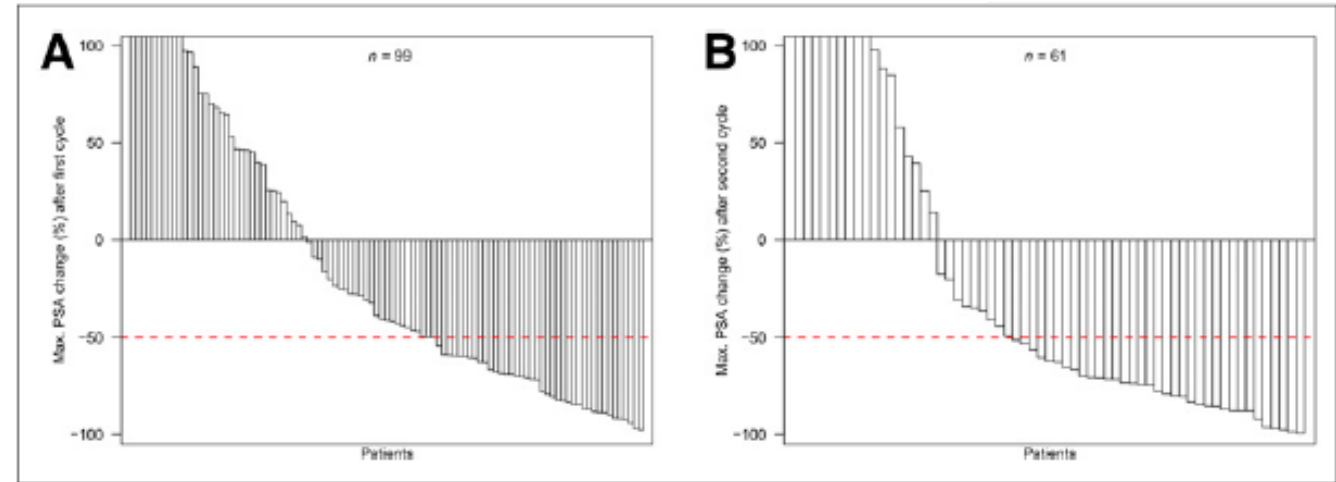 A
Max. PSA change (%) after first cycle
100
50
0
−50
−100
n = 99
Patients
B
Max. PSA change (%) after second cycle
100
50
0
−50
−100
n = 61
Patients